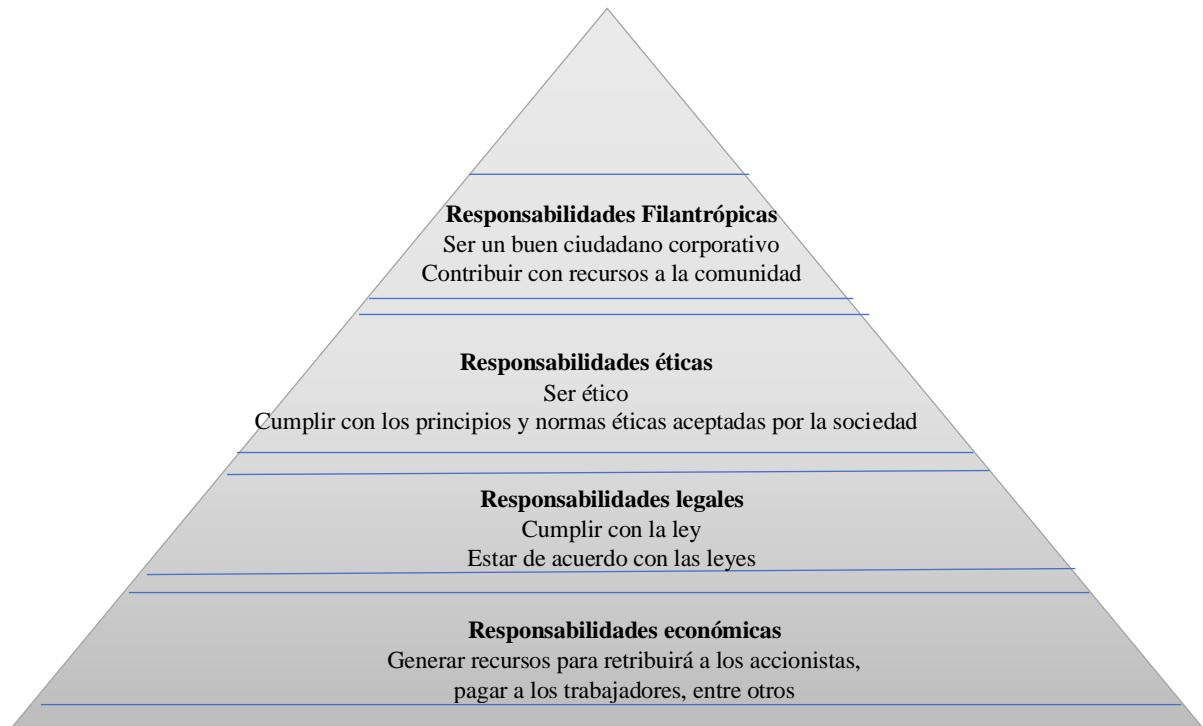 Responsabilidades Filantrópicas
Ser un buen ciudadano corporativo
Contribuir con recursos a la comunidad
Responsabilidades éticas
Ser ético
Cumplir con los principios y normas éticas aceptadas por la sociedad
Responsabilidades legales
Cumplir con la ley
Estar de acuerdo con las leyes
Responsabilidades económicas
Generar recursos para retribuirá a los accionistas,
pagar a los trabajadores, entre otros